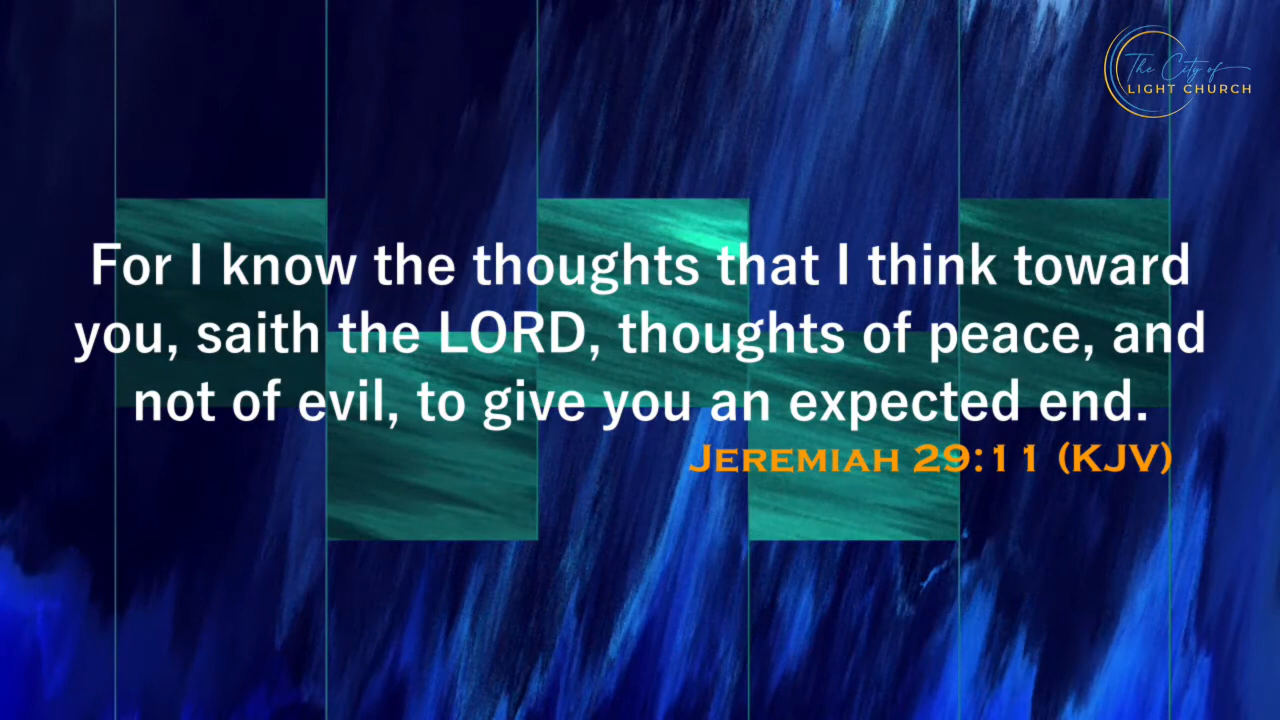 The City of
LIGHT CHURCH
For I know the thoughts that I think toward
you, saith the LORD, thoughts of peace, and
not of evil, to give you an expected end.
JEREMIAH 29:11 (KJV)